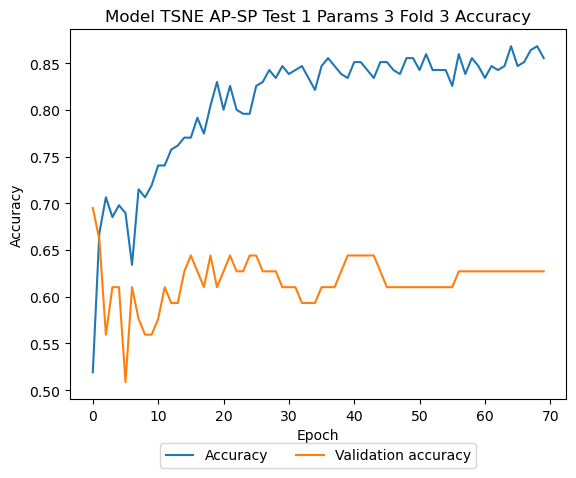 Model TSNE AP-SP Test 1 Params 3 Fold 3 Accuracy
0.85
0.80
0.75
0.70
0.65
0.60
0.55
0.50
Accuracy
0 10 20 30 40 50 60 70
Epoch
Accuracy Validation accuracy